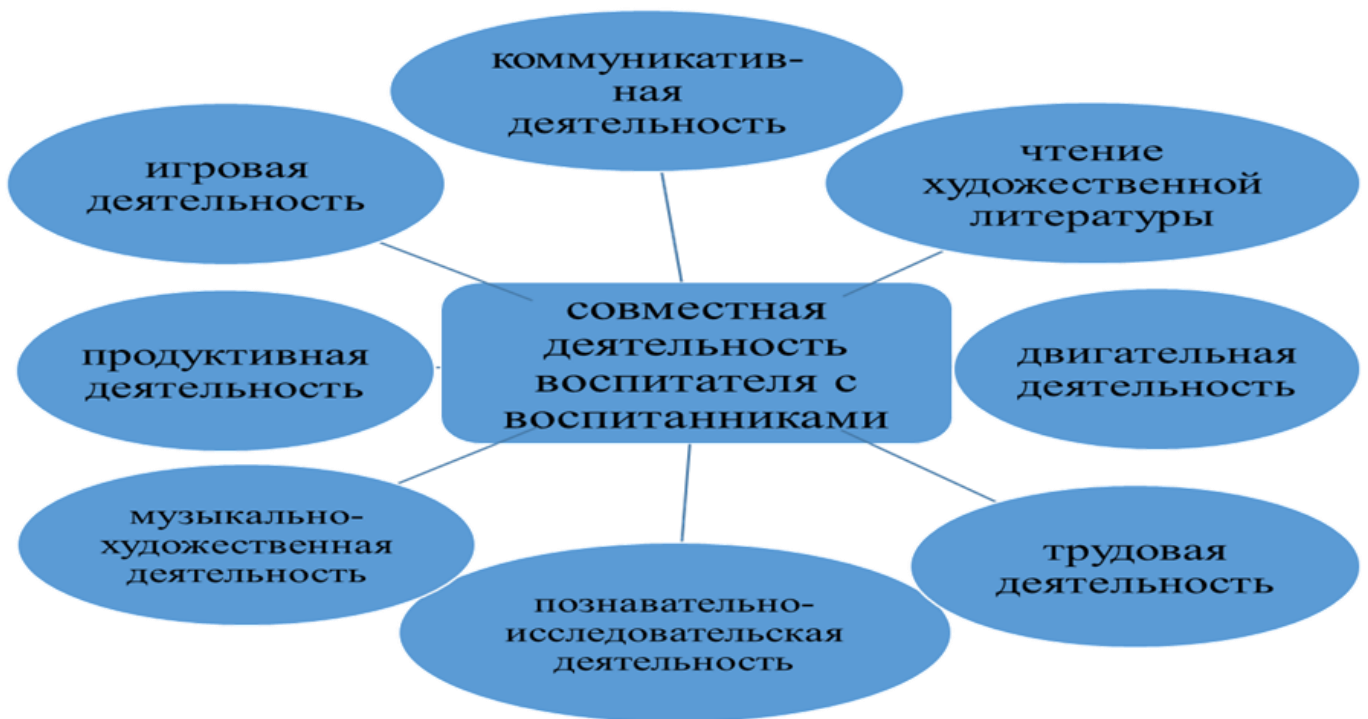 коммуникатив-
ная
деятельность
игровая
деятельность
чтение
художественной
литературы
совместная
деятельность
воспитателя с
воспитанниками
продуктивная
деятельность
двигательная
деятельность
музыкально-
художественная
деятельность
познавательно-
исследовательская
деятельность
трудовая
деятельность